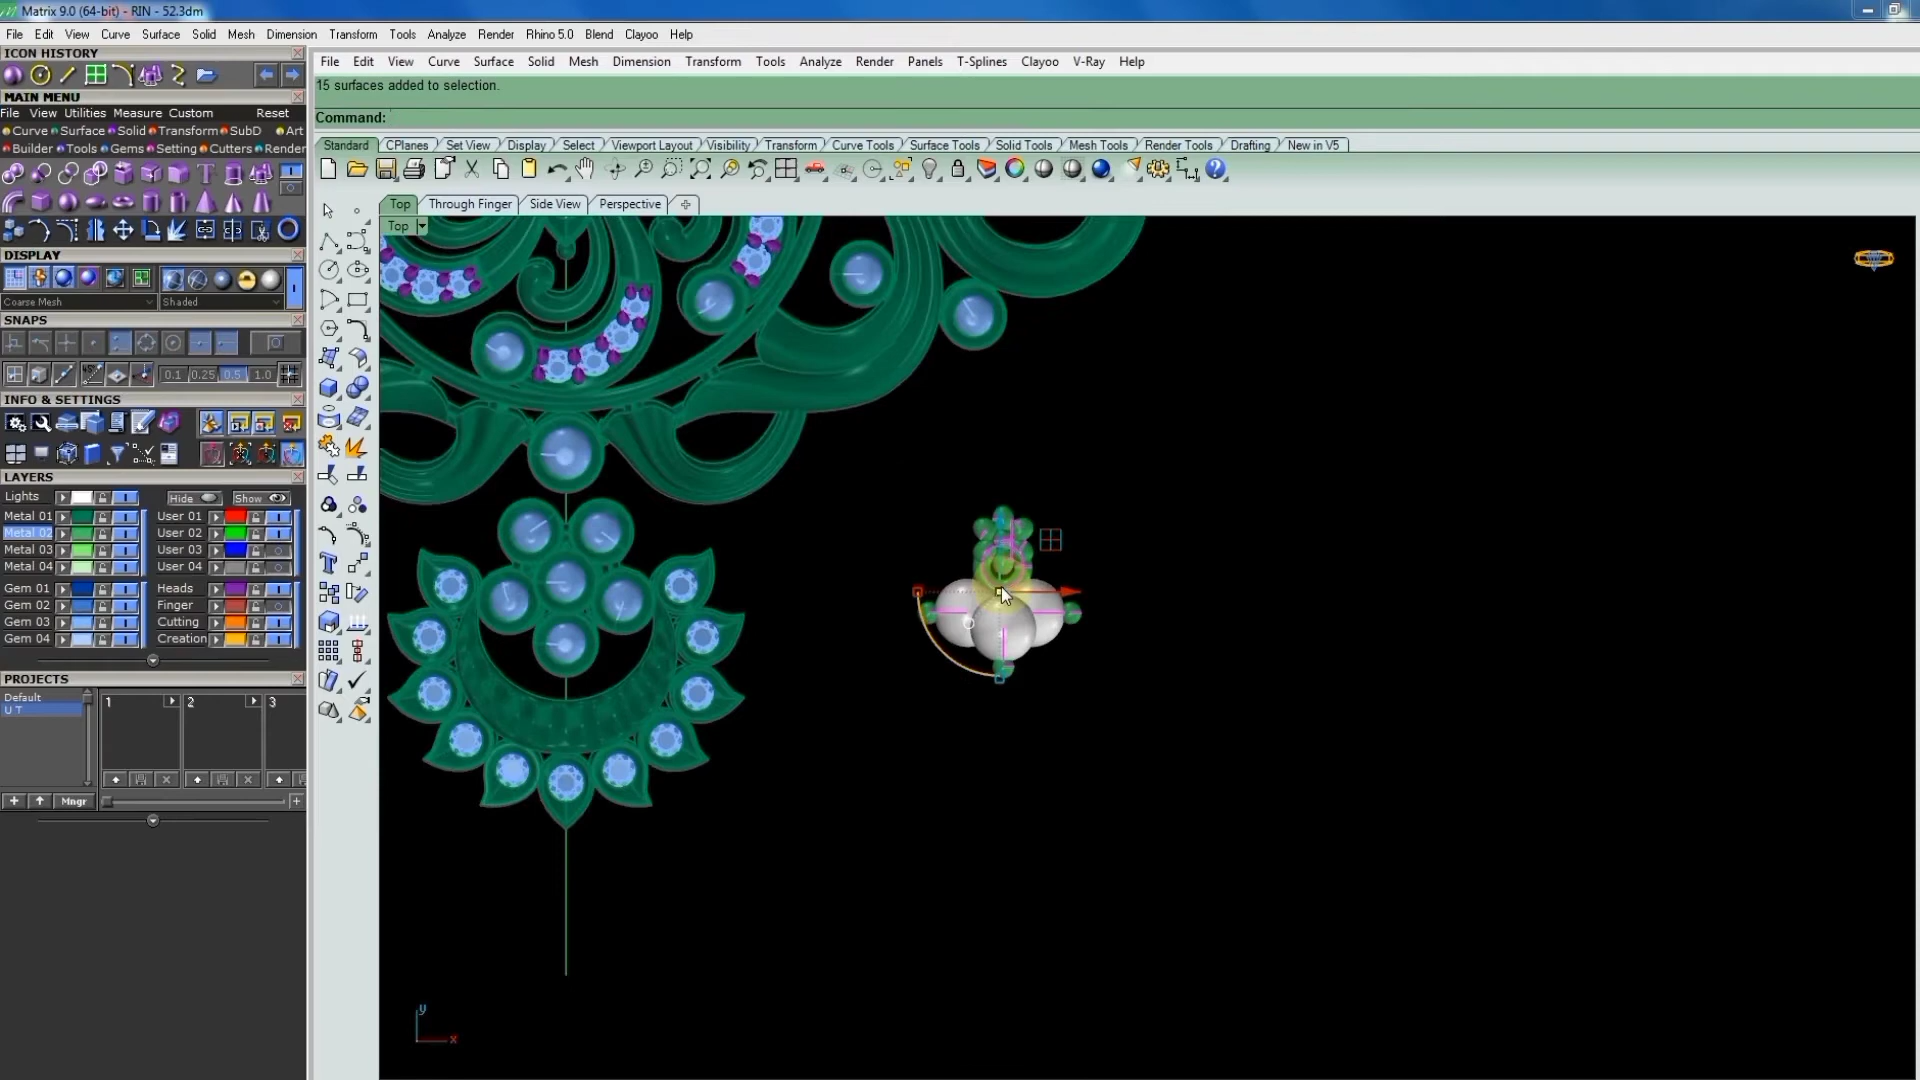 Matrix 9.0 (64-bit) - RIN - 52.3dm
File Edit View Curve Surface Solid Mesh Dimension Transform Tools Analyze Render Rhino 5.0 Blend Clayoo Help
ICON HISTORY
MAIN MENU
File View Utilities Measure Custom Reset
Curve Surface Solid Transform SubD Art
Builder Tools Gems Setting Cutters Render
DISPLAY
Coarse Mesh Shaded
SNAPS
0.1 0.25 0.5 1.0
INFO & SETTINGS
LAYERS
Lights Hide Show
Metal 01 User 01
Metal 02 User 02
Metal 03 User 03
Metal 04 User 04
Gem 01 Heads
Gem 02 Finger
Gem 03 Cutting
Gem 04 Creation
PROJECTS
Default
U T
1 2 3
Mngr
File Edit View Curve Surface Solid Mesh Dimension Transform Tools Analyze Render Panels T-Splines Clayoo V-Ray Help
15 surfaces added to selection.
Command:
Standard CPlanes Set View Display Select Viewport Layout Visibility Transform Curve Tools Surface Tools Solid Tools Mesh Tools Render Tools Drafting New in V5
Top Through Finger Side View Perspective
Top
y
x